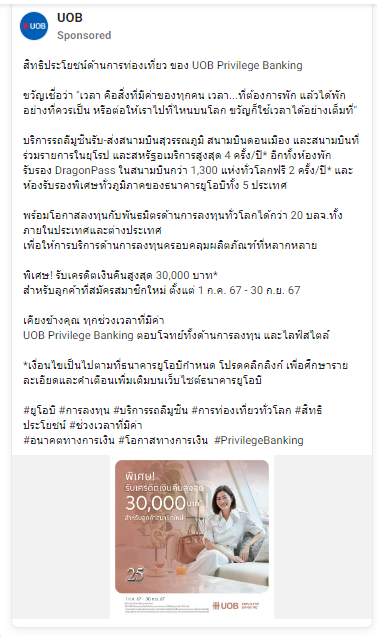 UOB
Sponsored
สิทธิประโยชน์ด้านการท่องเที่ยว ของ UOB Privilege Banking
ขวัญเชื่อว่า "เวลา คือสิ่งที่มีค่าของทุกคน เวลา...ที่ต้องการพัก แล้วได้พัก
อย่างที่ควรเป็น หรือต่อให้เราไปที่ไหนบนโลก ขวัญก็ใช้เวลาได้อย่างเต็มที่"
บริการรถลีมูซีนรับ-ส่งสนามบินสุวรรณภูมิ สนามบินดอนเมือง และสนามบินที่
ร่วมรายการในยุโรป และสหรัฐอเมริการสูงสุด 4 ครั้ง/ปี* อีกทั้งห้องพัก
รับรอง DragonPass ในสนามบินกว่า 1,300 แห่งทั่วโลกฟรี 2 ครั้ง/ปี* และ
ห้องรับรองพิเศษทั่วภูมิภาคของธนาคารยูโอบีทั้ง 5 ประเทศ
พร้อมโอกาสลงทุนกับพันธมิตรด้านการลงทุนทั่วโลกได้กว่า 20 บลจ.ทั้ง
ภายในประเทศและต่างประเทศ
เพื่อให้การบริการด้านการลงทุนครอบคลุมผลิตภัณฑ์ที่หลากหลาย
พิเศษ! รับเครดิตเงินคืนสูงสุด 30,000 บาท*
สำหรับลูกค้าที่สมัครสมาชิกใหม่ ตั้งแต่ 1 ก.ค. 67 - 30 ก.ย. 67
เคียงข้างคุณ ทุกช่วงเวลาที่มีค่า
UOB Privilege Banking ตอบโจทย์ทั้งด้านการลงทุน และไลฟ์สไตล์
*เงื่อนไขเป็นไปตามที่ธนาคารยูโอบีกำหนด โปรดคลิกลิงก์ เพื่อศึกษาราย
ละเอียดและคำเตือนเพิ่มเติมบนเว็บไซต์ธนาคารยูโอบี
#ยูโอบี #การลงทุน #บริการรถลีมูซีน #การท่องเที่ยวทั่วโลก #สิทธิ
ประโยชน์ #ช่วงเวลาที่มีค่า
#อนาคตทางการเงิน #โอกาสทางการเงิน #PrivilegeBanking
พิเศษ!
รับเครดิตเงินคืนสูงสุด
30,000 บาท
สำหรับลูกค้าสมาชิกใหม่
25
1 ก.ค. 67 - 30 ก.ย. 67
UOB PRIVILEGE BANKING